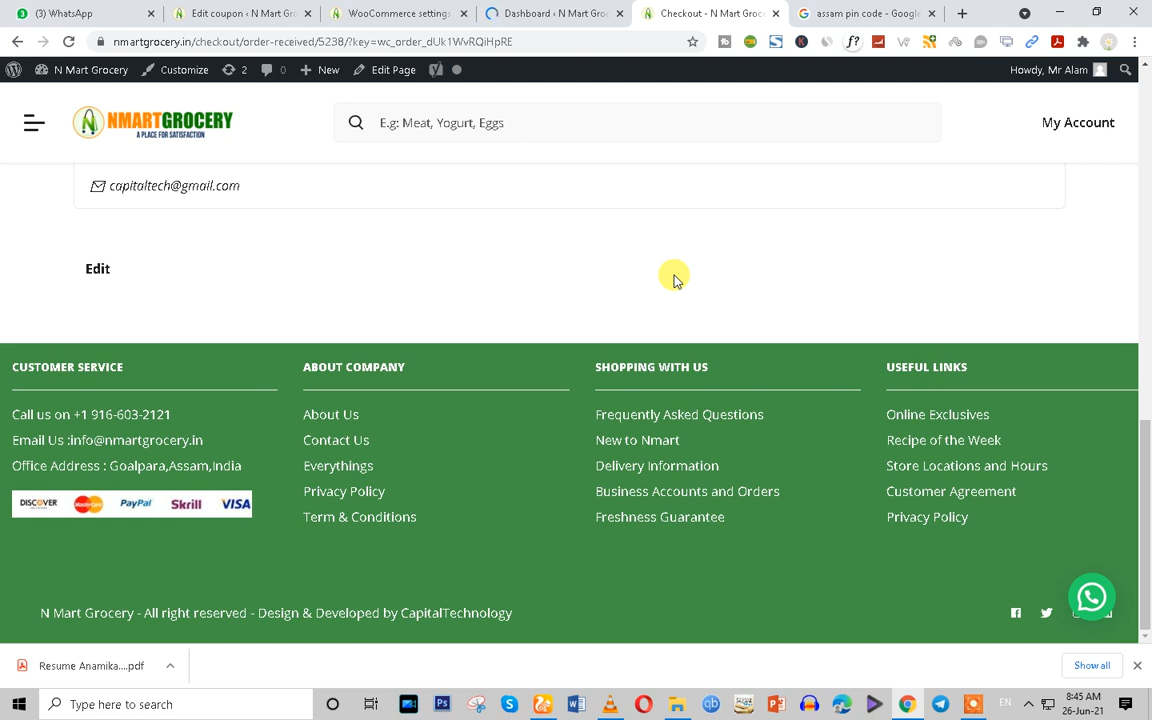 (3) WhatsApp
Edit coupon ‹ N Mart Gro
WooCommerce settings
Dashboard ‹ N Mart Groc
Checkout - N Mart Groce
assam pin code - Google
nmartgrocery.in/checkout/order-received/5238/?key=wc_order_dUk1WvRQiHpRE
N Mart Grocery
Customize
2
0
New
Edit Page
Howdy, Mr Alam
NMARTGROCERY
A PLACE FOR SATISFACTION
E.g: Meat, Yogurt, Eggs
My Account
capitaltech@gmail.com
Edit
CUSTOMER SERVICE
Call us on +1 916-603-2121
Email Us :info@nmartgrocery.in
Office Address : Goalpara,Assam,India
DISCOVER
MasterCard
PayPal
Skrill
VISA
ABOUT COMPANY
About Us
Contact Us
Everythings
Privacy Policy
Term & Conditions
SHOPPING WITH US
Frequently Asked Questions
New to Nmart
Delivery Information
Business Accounts and Orders
Freshness Guarantee
USEFUL LINKS
Online Exclusives
Recipe of the Week
Store Locations and Hours
Customer Agreement
Privacy Policy
N Mart Grocery - All right reserved - Design & Developed by CapitalTechnology
Resume Anamika....pdf
Show all
Type here to search
EN
8:45 AM
26-Jun-21